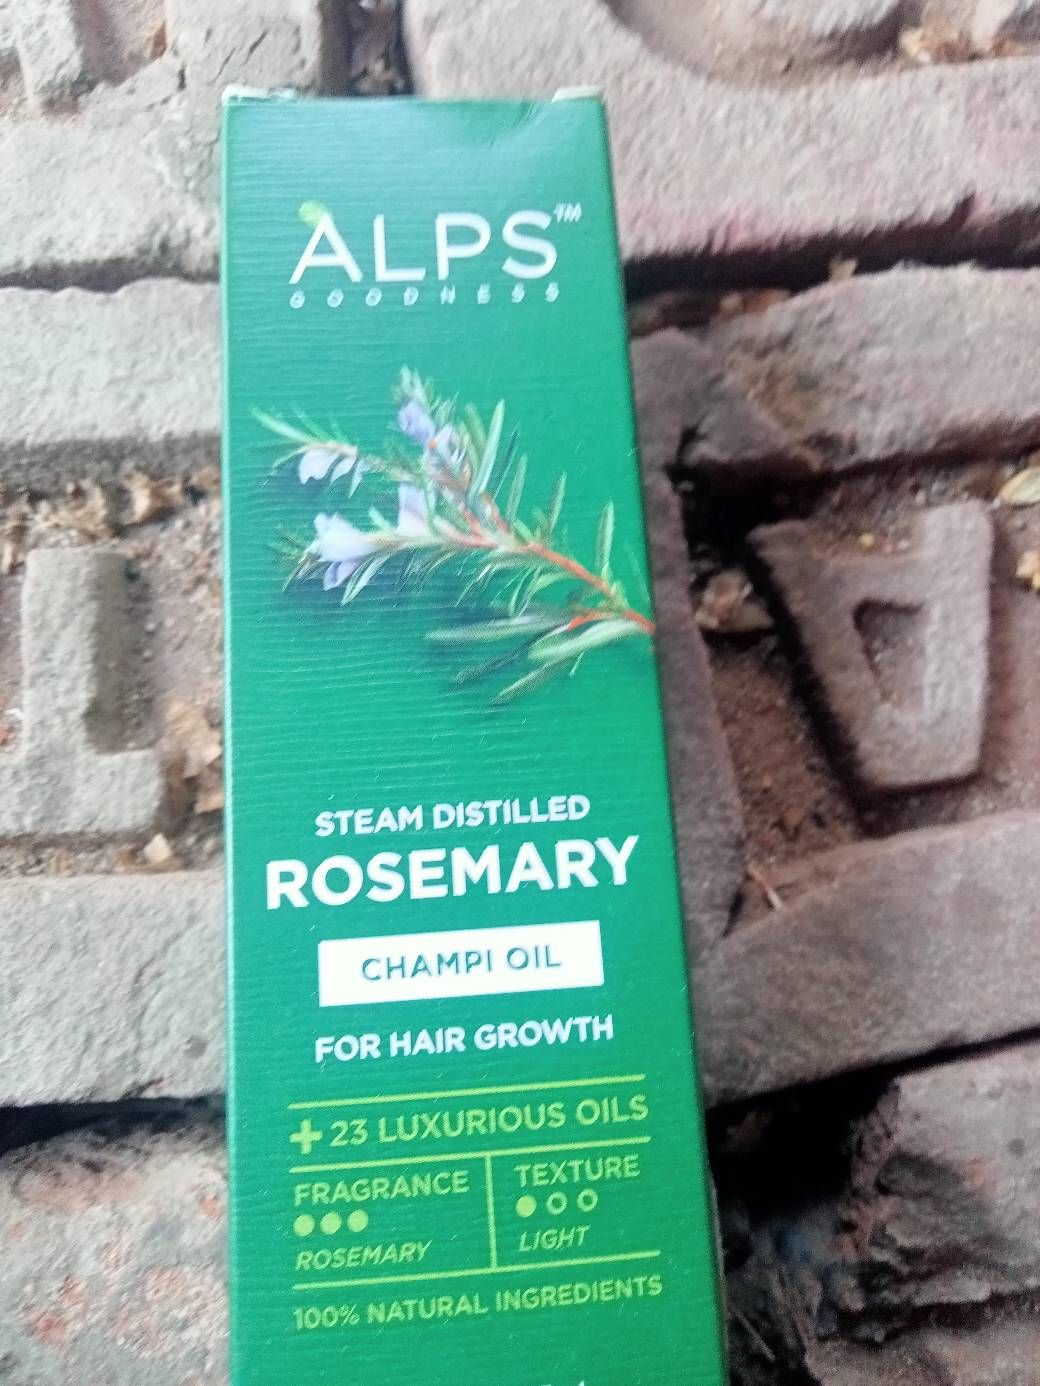 ALPS™
GOODNESS
STEAM DISTILLED
ROSEMARY
CHAMPI OIL
FOR HAIR GROWTH
+ 23 LUXURIOUS OILS
FRAGRANCE
ROSEMARY
TEXTURE
LIGHT
100% NATURAL INGREDIENTS